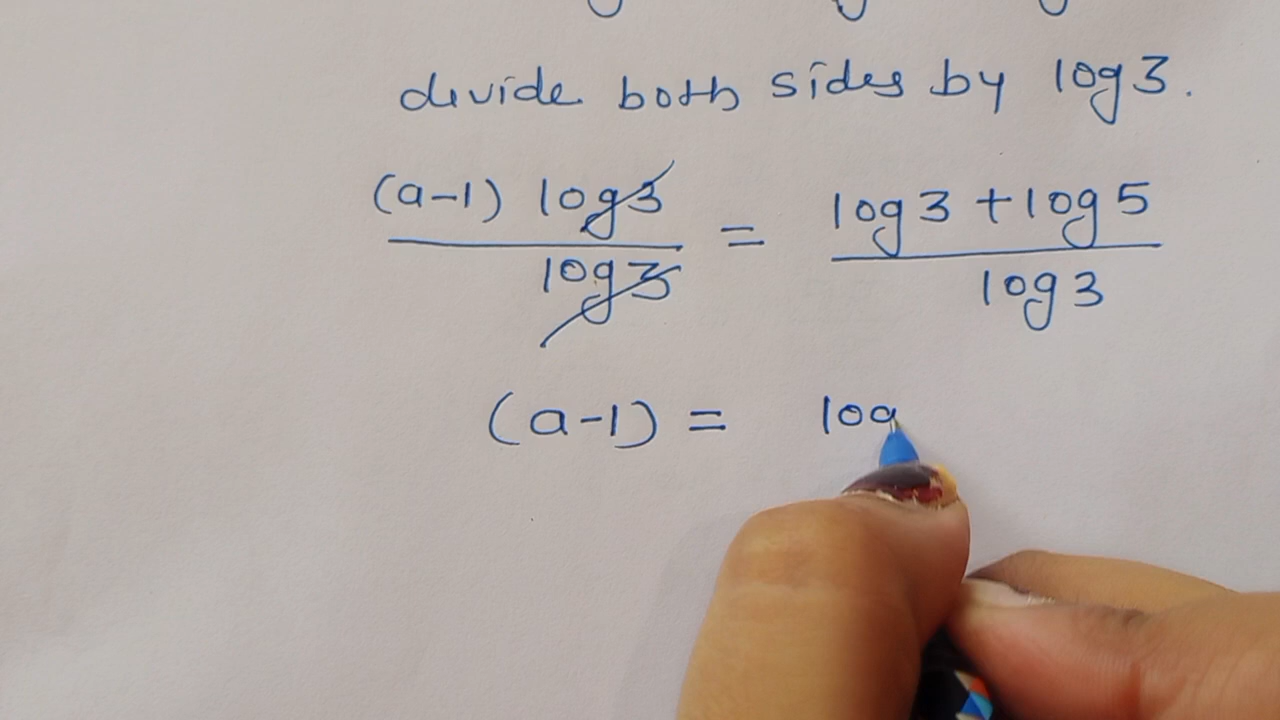 divide both sides by log3.
(a-1) log3 / log3 = log3 + log5 / log3
(a-1) = log